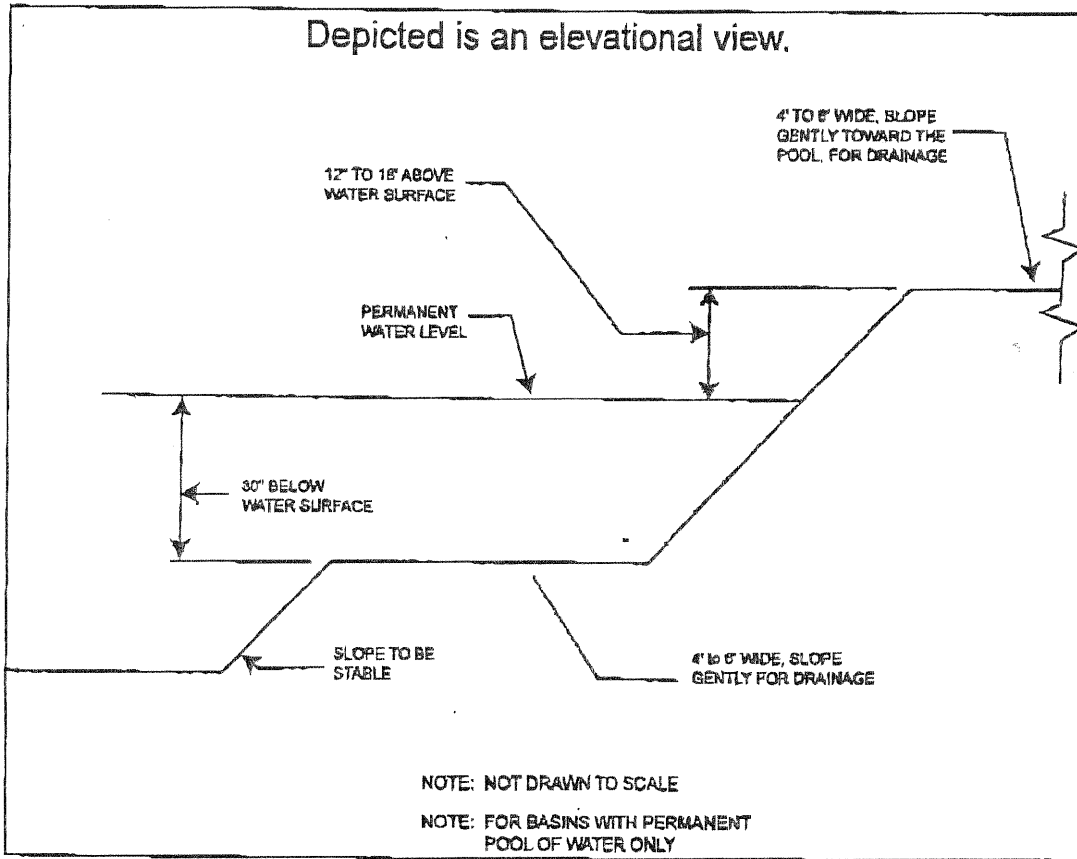 Depicted is an elevational view.
4' TO 6' WIDE, SLOPE
GENTLY TOWARD THE
POOL, FOR DRAINAGE
12" TO 18" ABOVE
WATER SURFACE
PERMANENT
WATER LEVEL
30" BELOW
WATER SURFACE
SLOPE TO BE
STABLE
4' to 6' WIDE, SLOPE
GENTLY FOR DRAINAGE
NOTE: NOT DRAWN TO SCALE
NOTE: FOR BASINS WITH PERMANENT
POOL OF WATER ONLY